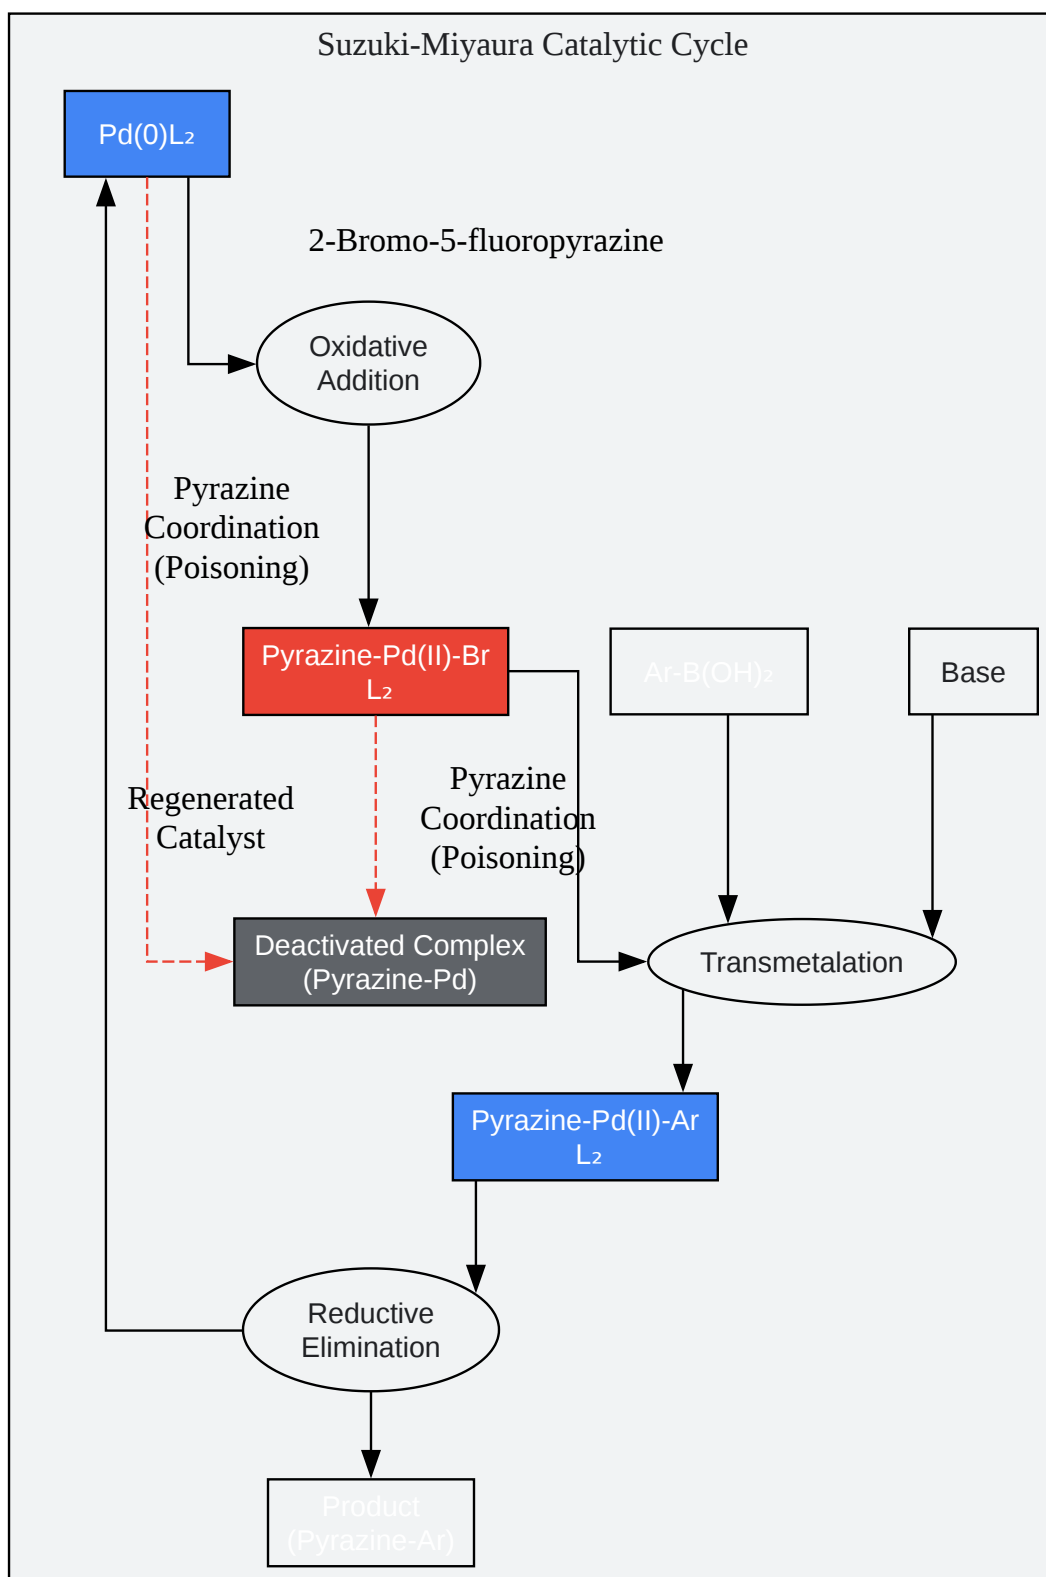 Suzuki-Miyaura Catalytic Cycle
Pd(0)L₂
2-Bromo-5-fluoropyrazine
Oxidative
Addition
Pyrazine
Coordination
(Poisoning)
Pyrazine-Pd(II)-Br
L₂
Ar-B(OH)₂
Base
Pyrazine
Coordination
(Poisoning)
Regenerated
Catalyst
Deactivated Complex
(Pyrazine-Pd)
Transmetalation
Pyrazine-Pd(II)-Ar
L₂
Reductive
Elimination
Product
(Pyrazine-Ar)